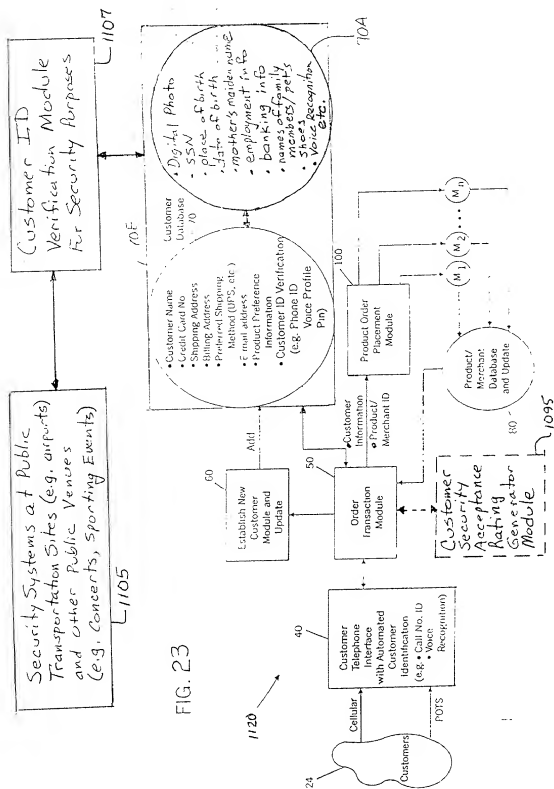 Security Systems at Public
Transportation Sites (e.g. airports)
and other Public Venues
(e.g. Concerts, Sporting Events)
1105
Customer ID
Verification Module
For Security Purposes
1107
FIG. 23
1120
70E
Customer
Database
70
• Customer Name
• Credit Card No
• Shipping Address
• Billing Address
• Preferred Shipping
Method (UPS, etc.)
• E mail address
• Product Preference
Information
• Customer ID Verification
(e.g. Phone ID
Voice Profile
Pin)
• Digital Photo
• SSN
• place of birth
• date of birth
• mother's maiden name
• employment info
• banking info
• names of family
members/pets
• shoes
• Voice Recognition
etc.
70A
60
Establish New
Customer
Module and
Update
Add
24
Customers
Cellular
POTS
40
Customer
Telephone
Interface
with Automated
Customer
Identification
(e.g. • Call No. ID
• Voice
Recognition)
50
Order
Transaction
Module
• Customer
Information
• Product/
Merchant ID
100
Product Order
Placement
Module
M1
M2
Mn
Product/
Merchant
Database
and Update
80
Customer
Security
Acceptance
Rating
Generator
Module
1095